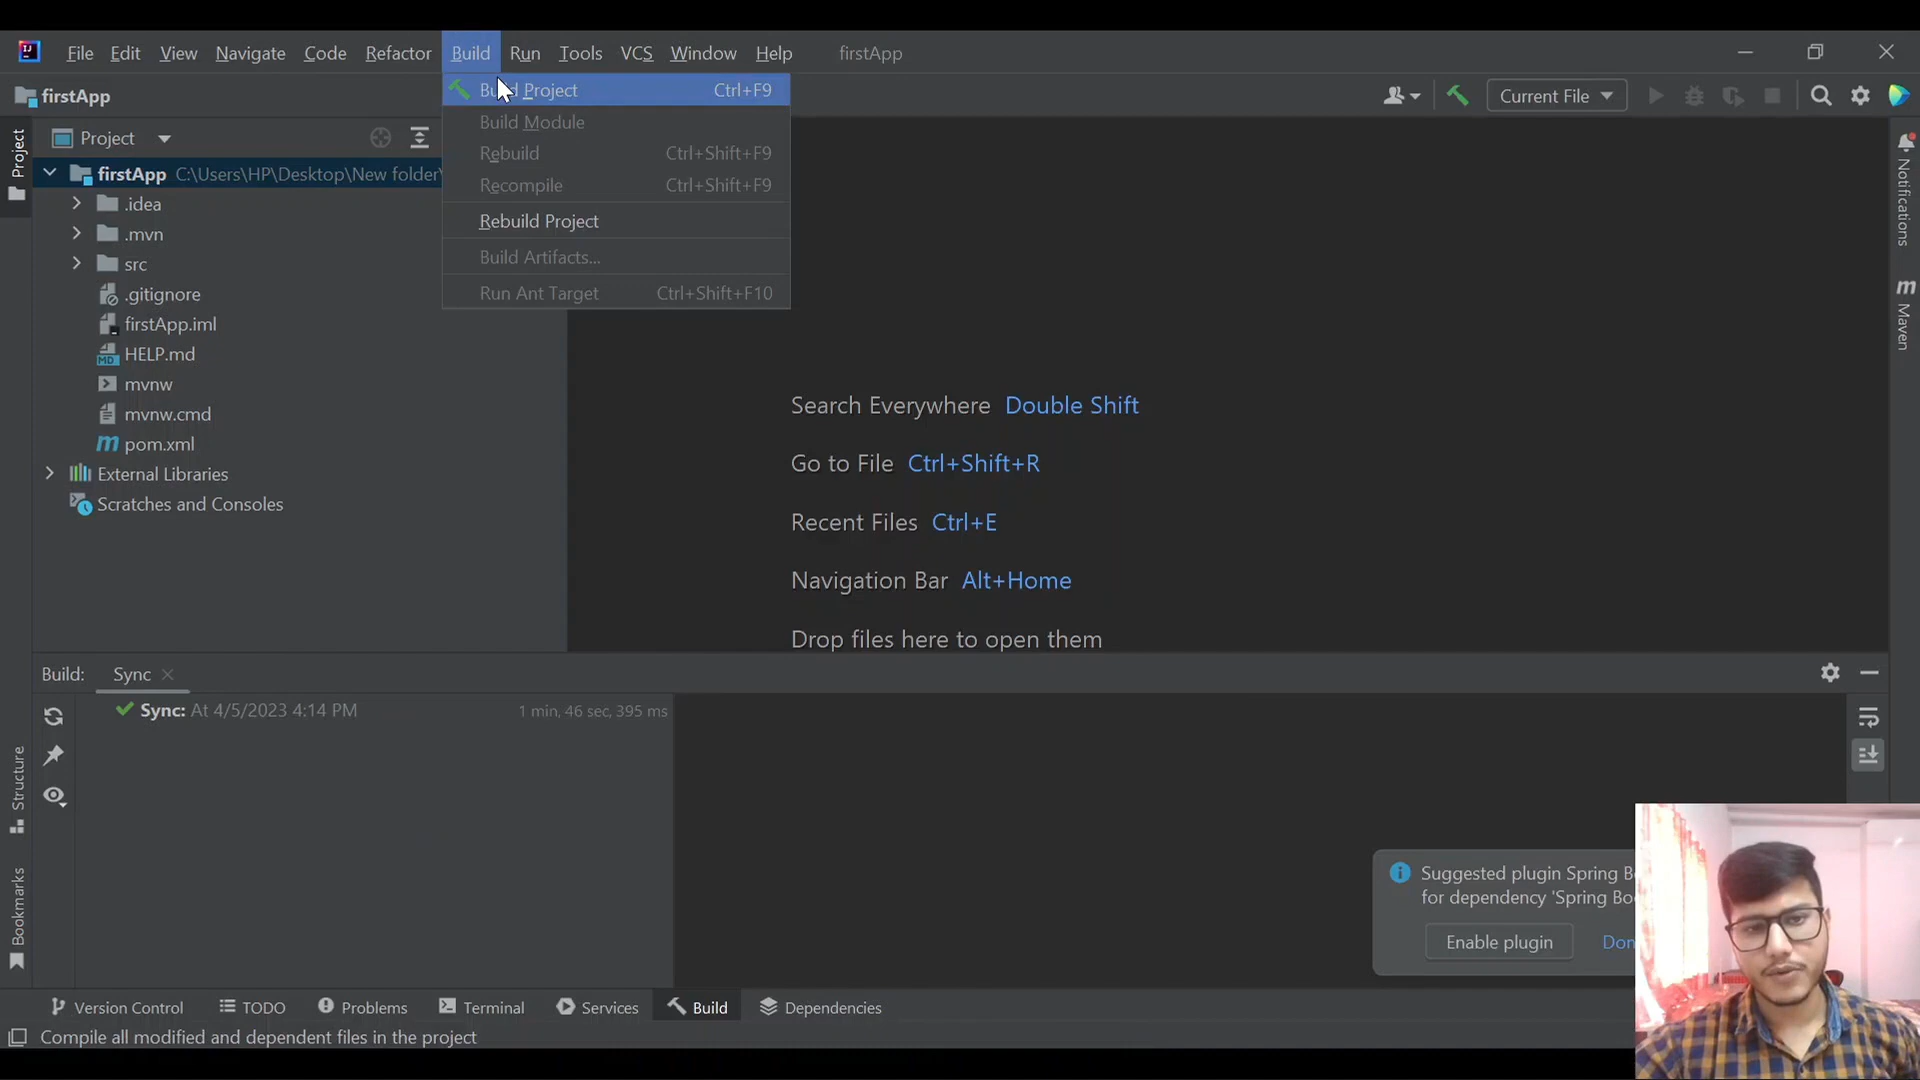 File Edit View Navigate Code Refactor Build Run Tools VCS Window Help firstApp
firstApp
Current File
Build Project Ctrl+F9
Build Module
Rebuild Ctrl+Shift+F9
Recompile Ctrl+Shift+F9
Rebuild Project
Build Artifacts...
Run Ant Target Ctrl+Shift+F10
Project
Project
firstApp C:\Users\HP\Desktop\New folder\
.idea
.mvn
src
.gitignore
firstApp.iml
HELP.md
mvnw
mvnw.cmd
pom.xml
External Libraries
Scratches and Consoles
Search Everywhere Double Shift
Go to File Ctrl+Shift+R
Recent Files Ctrl+E
Navigation Bar Alt+Home
Drop files here to open them
Notifications
Maven
Build: Sync
Sync: At 4/5/2023 4:14 PM 1 min, 46 sec, 395 ms
Structure
Bookmarks
Suggested plugin Spring B
for dependency 'Spring Bo
Enable plugin Don
Version Control TODO Problems Terminal Services Build Dependencies
Compile all modified and dependent files in the project